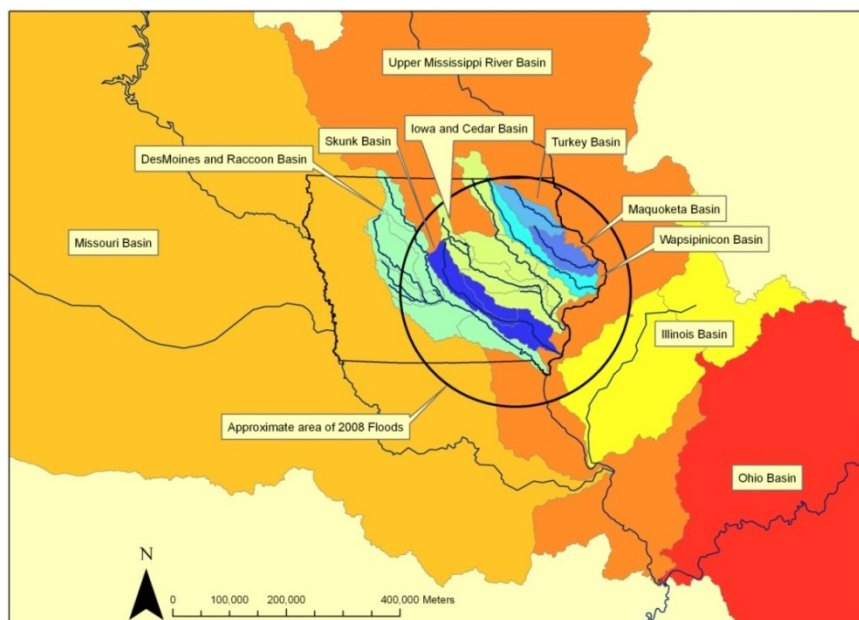 Upper Mississippi River Basin
Iowa and Cedar Basin
Skunk Basin
Turkey Basin
DesMoines and Raccoon Basin
Maquoketa Basin
Missouri Basin
Wapsipinicon Basin
Illinois Basin
Approximate area of 2008 Floods
Ohio Basin
N
0 100,000 200,000 400,000 Meters